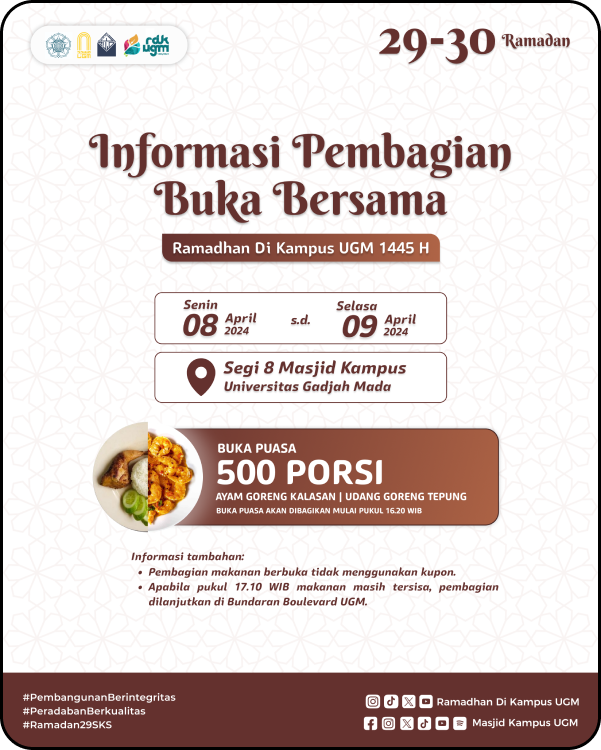 rdk
ugm
29-30 Ramadan
Informasi Pembagian
Buka Bersama
Ramadhan Di Kampus UGM 1445 H
Senin
08 April
2024
s.d.
Selasa
09 April
2024
Segi 8 Masjid Kampus
Universitas Gadjah Mada
BUKA PUASA
500 PORSI
AYAM GORENG KALASAN | UDANG GORENG TEPUNG
BUKA PUASA AKAN DIBAGIKAN MULAI PUKUL 16.20 WIB
Informasi tambahan:
• Pembagian makanan berbuka tidak menggunakan kupon.
• Apabila pukul 17.10 WIB makanan masih tersisa, pembagian
dilanjutkan di Bundaran Boulevard UGM.
#PembangunanBerintegritas
#PeradabanBerkualitas
#Ramadan29SKS
Ramadhan Di Kampus UGM
Masjid Kampus UGM